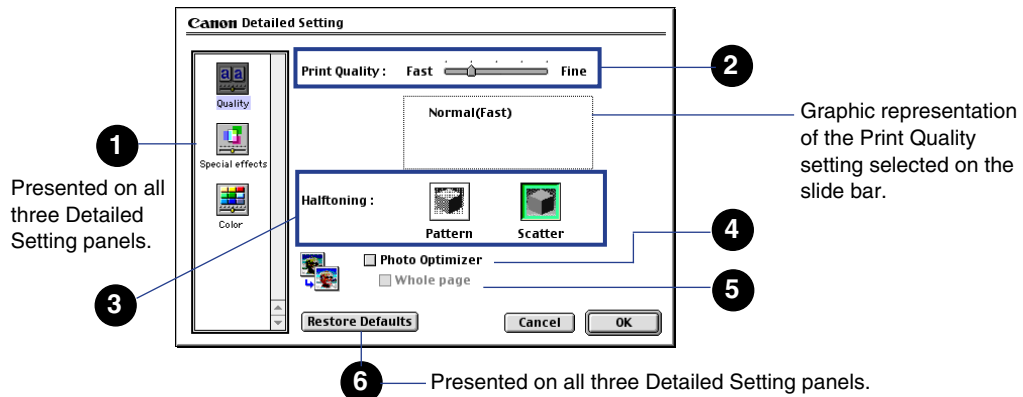 Canon Detailed Setting
Print Quality : Fast Fine
2
aa
Quality
Normal(Fast)
Graphic representation
of the Print Quality
setting selected on the
slide bar.
1
Special effects
Presented on all
three Detailed
Setting panels.
Color
Halftoning :
Pattern Scatter
4
Photo Optimizer
Whole page
5
3
Restore Defaults Cancel OK
6 Presented on all three Detailed Setting panels.